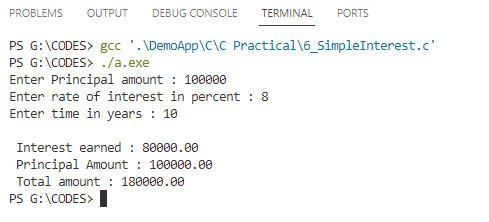 PROBLEMS OUTPUT DEBUG CONSOLE TERMINAL PORTS
PS G:\CODES> gcc '.\DemoApp\C\C Practical\6_SimpleInterest.c'
PS G:\CODES> ./a.exe
Enter Principal amount : 100000
Enter rate of interest in percent : 8
Enter time in years : 10
Interest earned : 80000.00
Principal Amount : 100000.00
Total amount : 180000.00
PS G:\CODES>